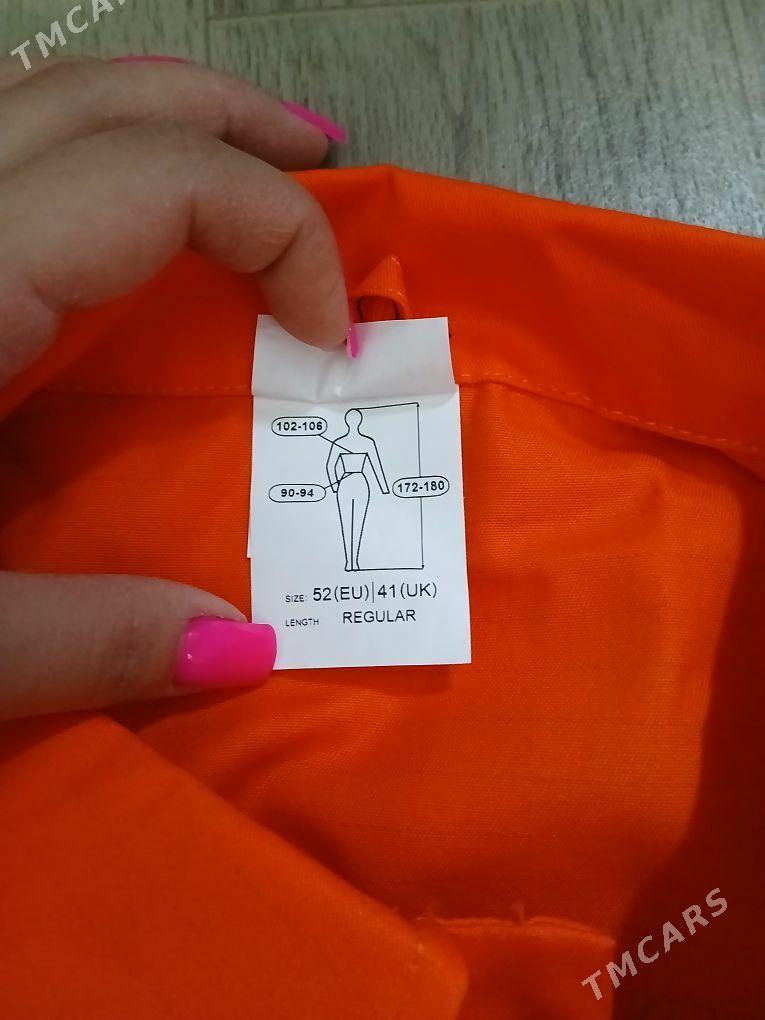 TMCARS
102-106
90-94
172-180
SIZE: 52(EU)|41(UK)
LENGTH REGULAR
TMCARS